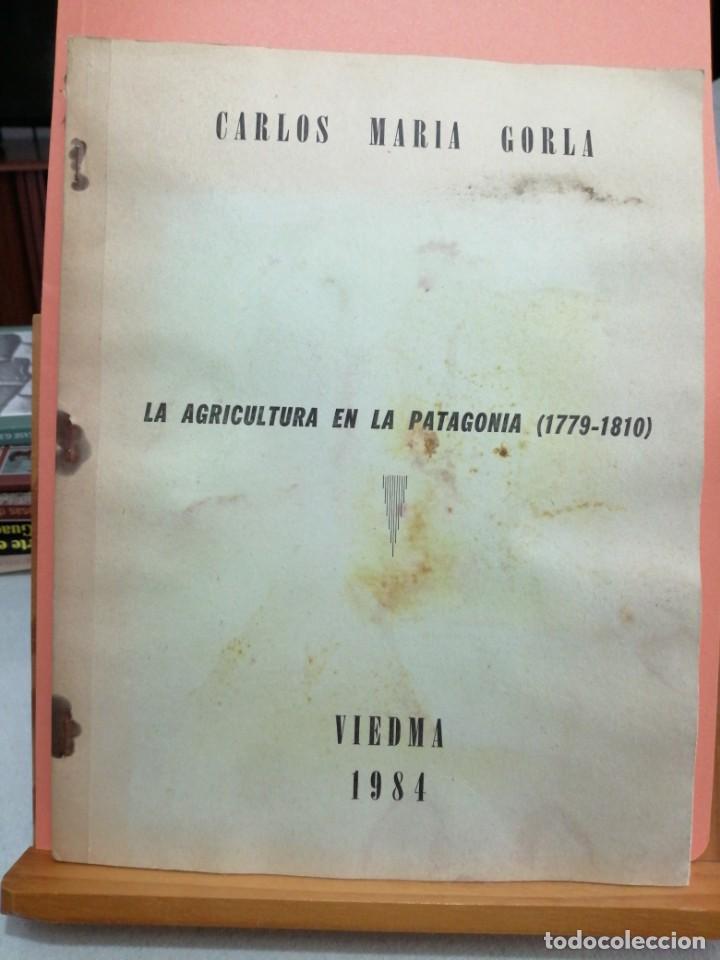 CARLOS MARIA GORLA
LA AGRICULTURA EN LA PATAGONIA (1779-1810)
VIEDMA
1984
todocoleccion